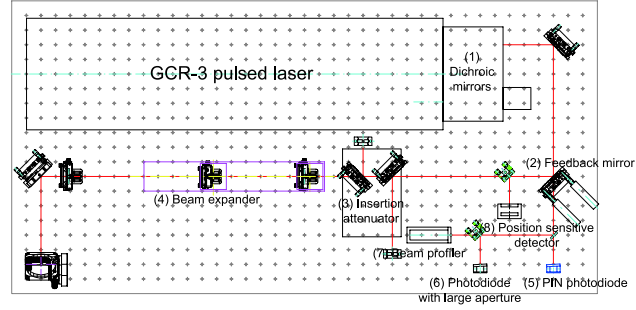 GCR-3 pulsed laser
(1)
Dichroic
mirrors
(2) Feedback mirror
(4) Beam expander
(3) Insertion
attenuator
(8) Position sensitive
detector
(7) Beam profiler
(6) Photodiode
with large aperture
(5) PIN photodiode